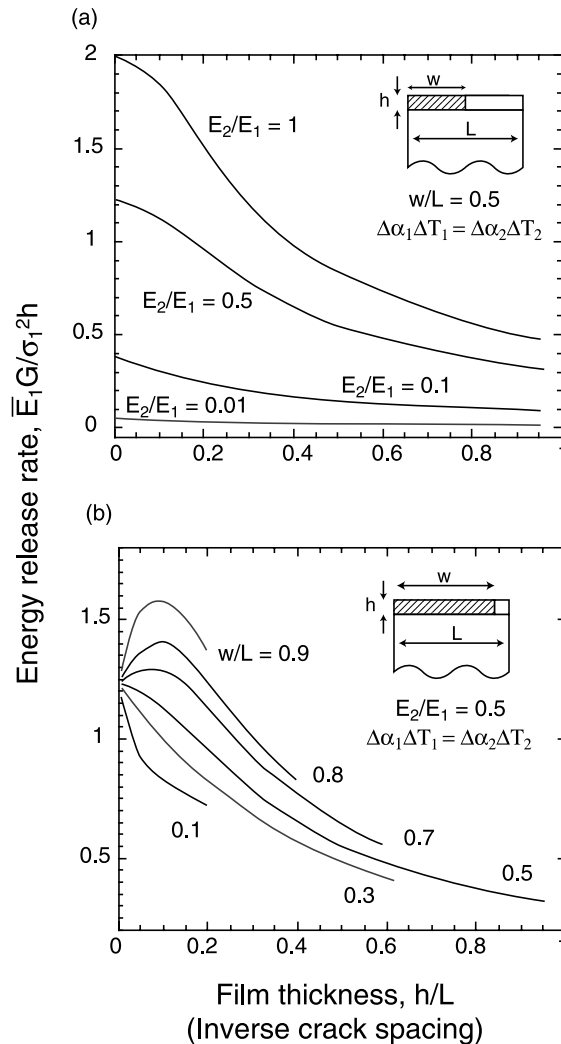 (a)
Energy release rate, E̅₁G/σ₁²h
2
1.5
1
0.5
0
E₂/E₁ = 1
E₂/E₁ = 0.5
E₂/E₁ = 0.1
E₂/E₁ = 0.01
w
h
L
w/L = 0.5
Δα₁ΔT₁ = Δα₂ΔT₂
0 0.2 0.4 0.6 0.8 1
(b)
1.5
1
0.5
w/L = 0.9
0.8
0.7
0.5
0.3
0.1
w
h
L
E₂/E₁ = 0.5
Δα₁ΔT₁ = Δα₂ΔT₂
0 0.2 0.4 0.6 0.8 1
Film thickness, h/L
(Inverse crack spacing)